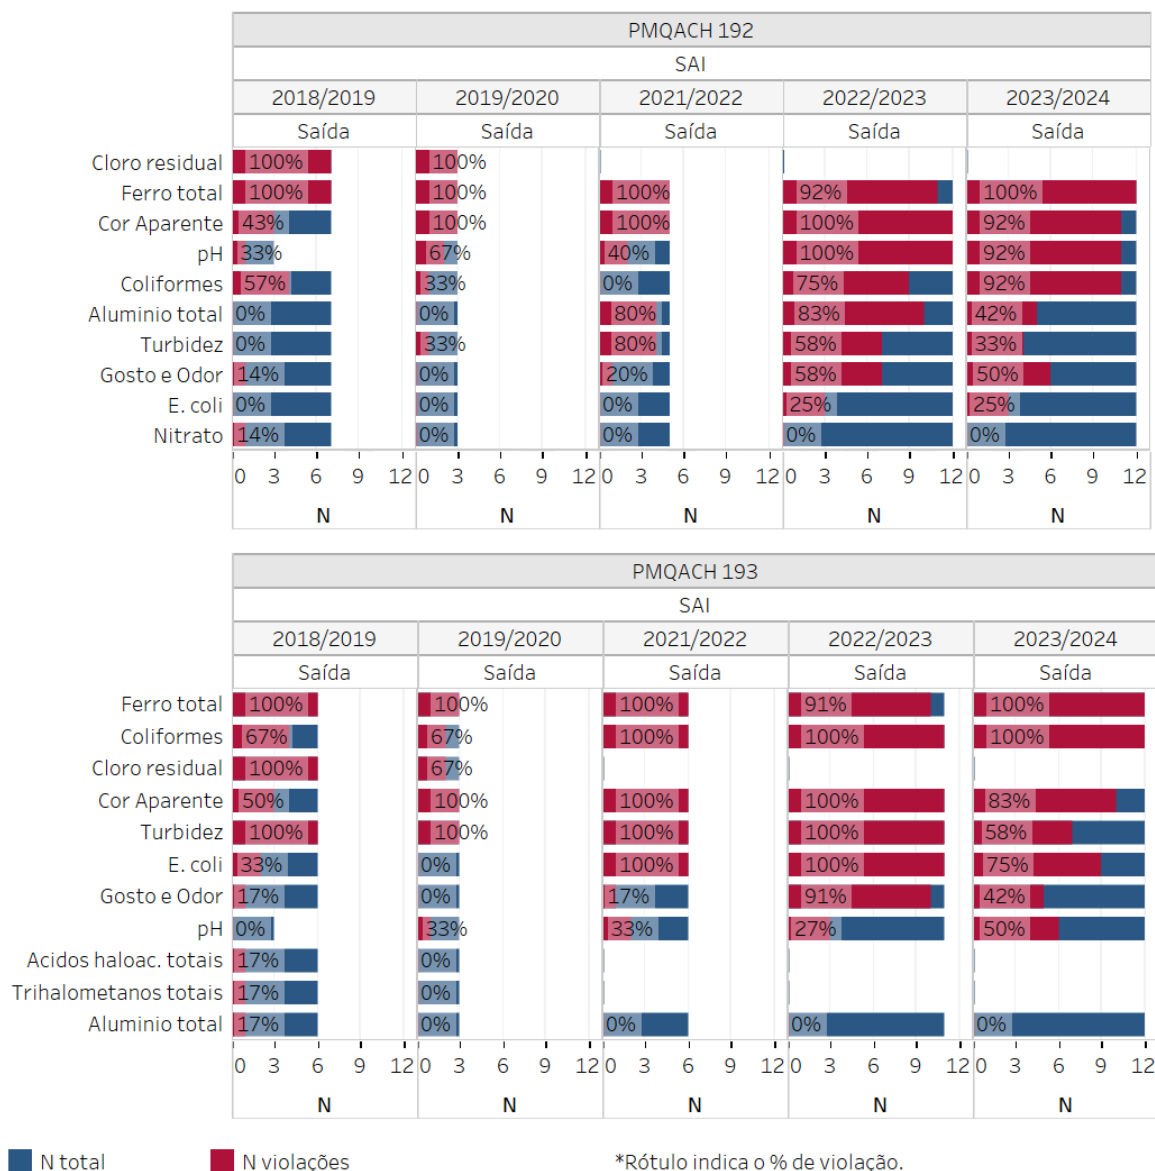 PMQACH 192
SAI
2018/2019 2019/2020 2021/2022 2022/2023 2023/2024
Saída Saída Saída Saída Saída
Cloro residual 100% 100%
Ferro total 100% 100% 100% 92% 100%
Cor Aparente 43% 100% 100% 100% 92%
pH 33% 67% 40% 100% 92%
Coliformes 57% 33% 0% 75% 92%
Aluminio total 0% 0% 80% 83% 42%
Turbidez 0% 33% 80% 58% 33%
Gosto e Odor 14% 0% 20% 58% 50%
E. coli 0% 0% 0% 25% 25%
Nitrato 14% 0% 0% 0% 0%
0 3 6 9 12 0 3 6 9 12 0 3 6 9 12 0 3 6 9 12 0 3 6 9 12
N N N N N
PMQACH 193
SAI
2018/2019 2019/2020 2021/2022 2022/2023 2023/2024
Saída Saída Saída Saída Saída
Ferro total 100% 100% 100% 91% 100%
Coliformes 67% 67% 100% 100% 100%
Cloro residual 100% 67%
Cor Aparente 50% 100% 100% 100% 83%
Turbidez 100% 100% 100% 100% 58%
E. coli 33% 0% 100% 100% 75%
Gosto e Odor 17% 0% 17% 91% 42%
pH 0% 33% 33% 27% 50%
Acidos haloac. totais 17% 0%
Trihalometanos totais 17% 0%
Aluminio total 17% 0% 0% 0% 0%
0 3 6 9 12 0 3 6 9 12 0 3 6 9 12 0 3 6 9 12 0 3 6 9 12
N N N N N
N total N violações *Rótulo indica o % de violação.